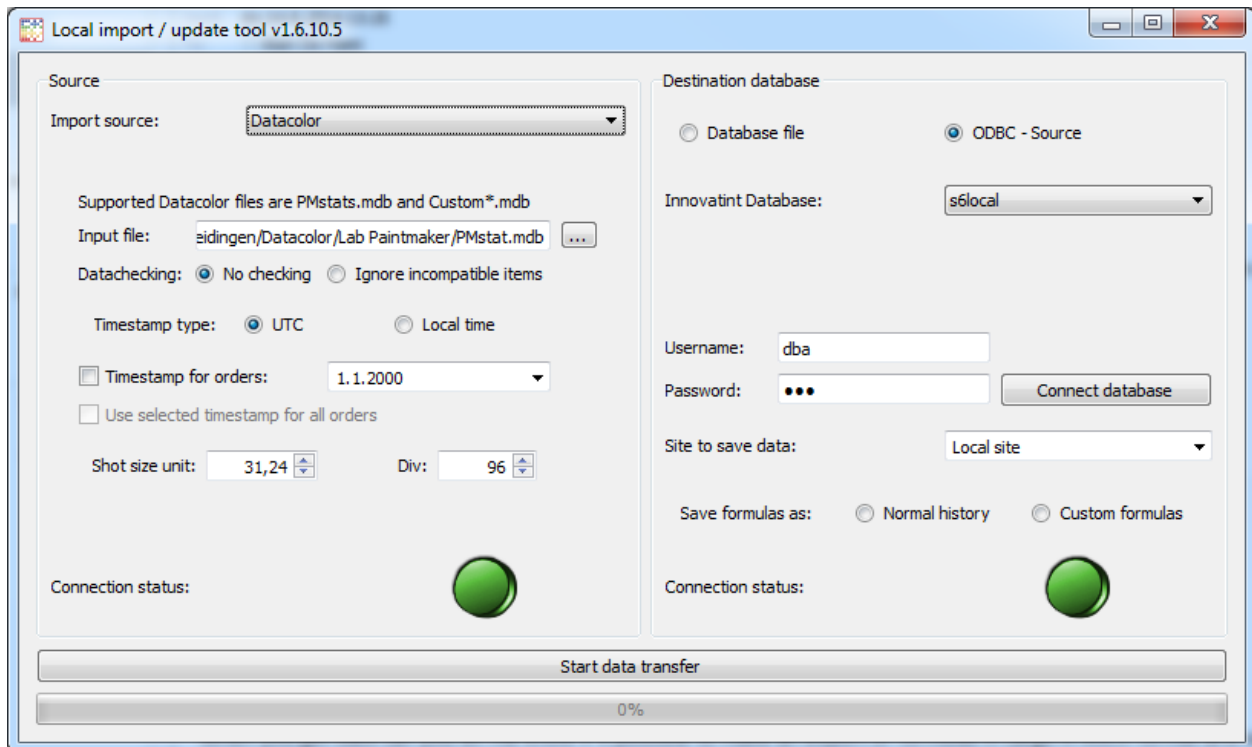 Local import / update tool v1.6.10.5
Source
Import source: Datacolor
Supported Datacolor files are PMstats.mdb and Custom*.mdb
Input file: eidingen/Datacolor/Lab Paintmaker/PMstat.mdb ...
Datachecking: No checking Ignore incompatible items
Timestamp type: UTC Local time
Timestamp for orders: 1.1.2000
Use selected timestamp for all orders
Shot size unit: 31,24 Div: 96
Connection status:
Destination database
Database file ODBC - Source
Innovatint Database: s6local
Username: dba
Password: ●●● Connect database
Site to save data: Local site
Save formulas as: Normal history Custom formulas
Connection status:
Start data transfer
0%